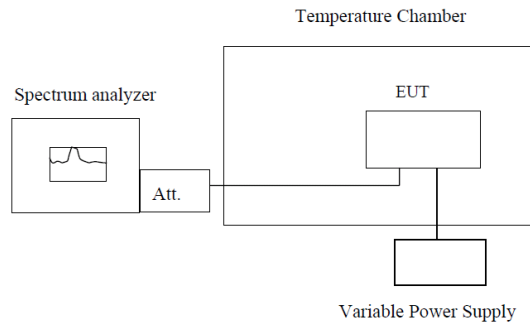 Temperature Chamber
Spectrum analyzer
EUT
Att.
Variable Power Supply